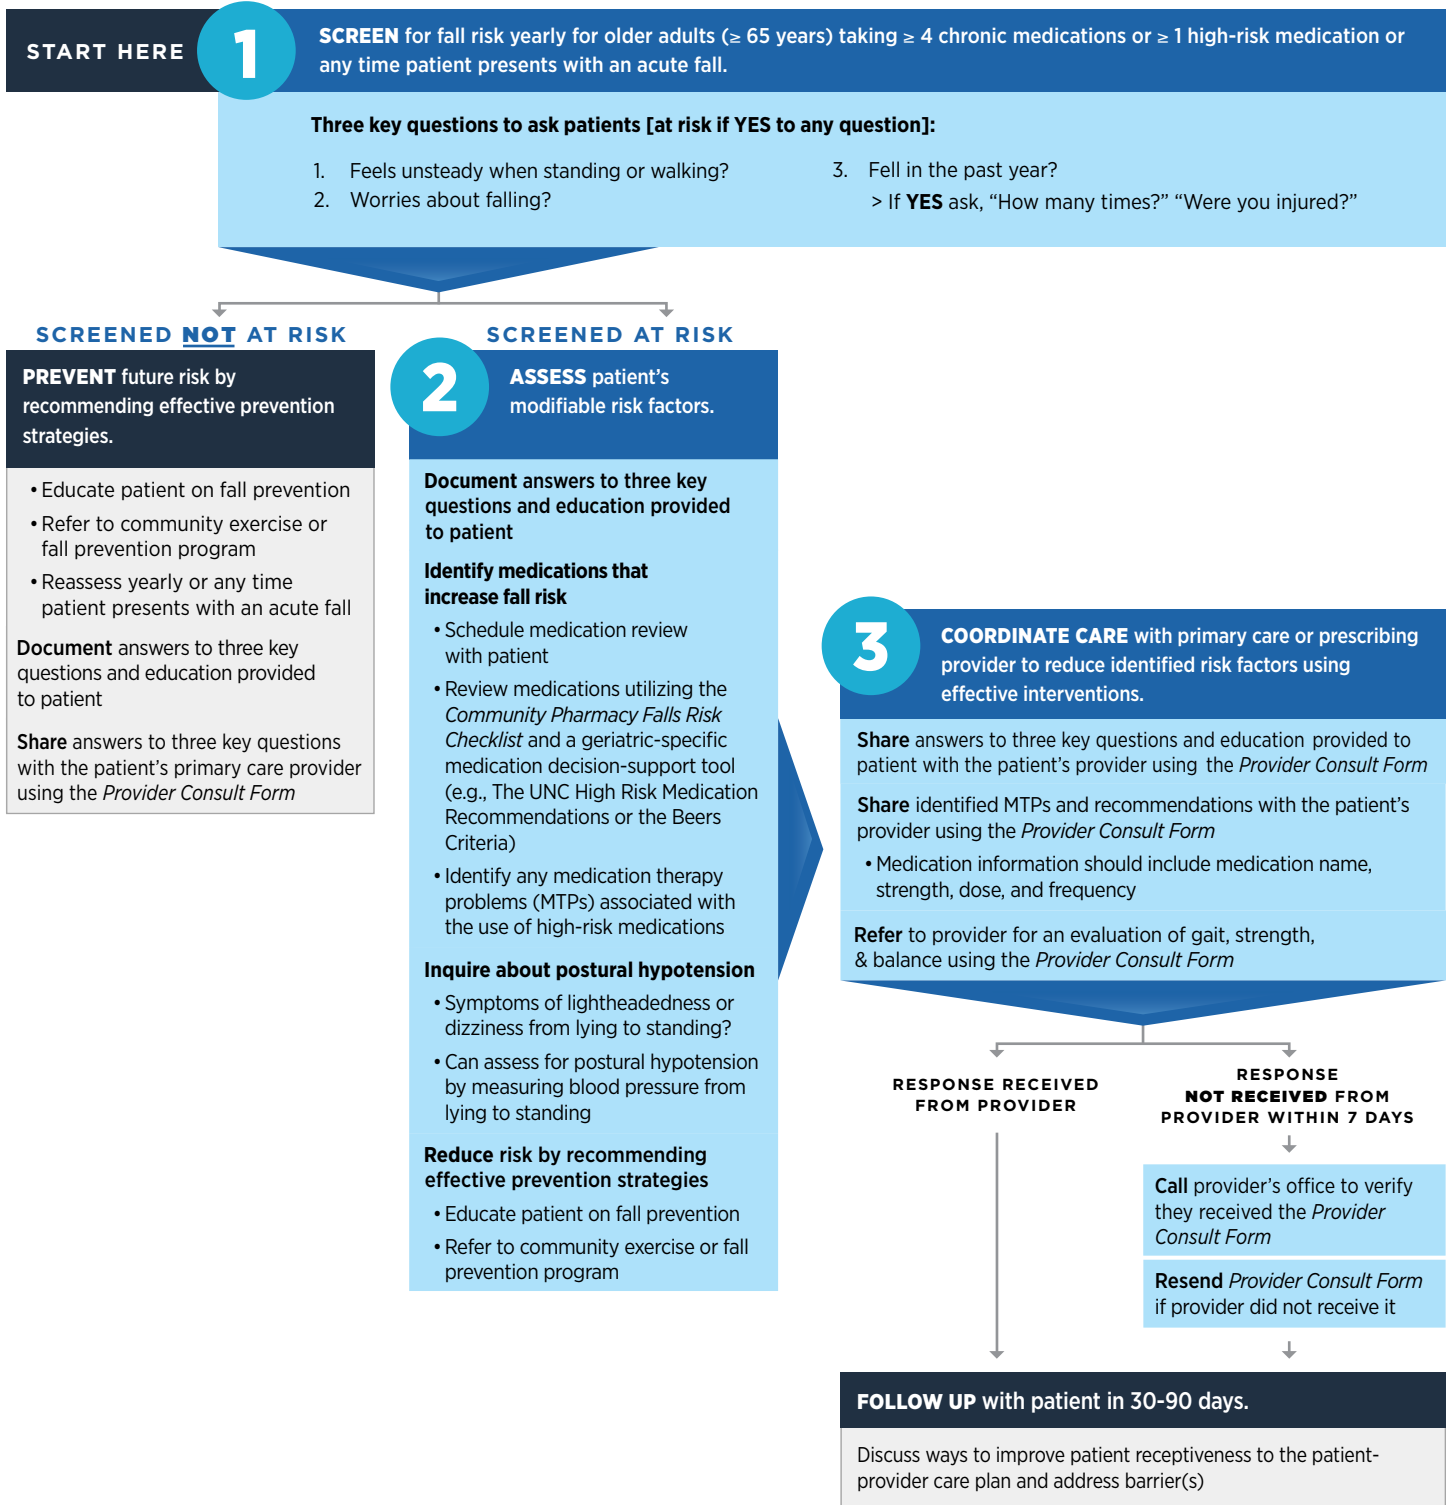 START HERE
1
SCREEN for fall risk yearly for older adults (≥ 65 years) taking ≥ 4 chronic medications or ≥ 1 high-risk medication or
any time patient presents with an acute fall.
Three key questions to ask patients [at risk if YES to any question]:
1. Feels unsteady when standing or walking?
2. Worries about falling?
3. Fell in the past year?
> If YES ask, “How many times?” “Were you injured?”
SCREENED NOT AT RISK
PREVENT future risk by
recommending effective prevention
strategies.
• Educate patient on fall prevention
• Refer to community exercise or
fall prevention program
• Reassess yearly or any time
patient presents with an acute fall
Document answers to three key
questions and education provided
to patient
Share answers to three key questions
with the patient’s primary care provider
using the Provider Consult Form
SCREENED AT RISK
2
ASSESS patient’s
modifiable risk factors.
Document answers to three key
questions and education provided
to patient
Identify medications that
increase fall risk
• Schedule medication review
with patient
• Review medications utilizing the
Community Pharmacy Falls Risk
Checklist and a geriatric-specific
medication decision-support tool
(e.g., The UNC High Risk Medication
Recommendations or the Beers
Criteria)
• Identify any medication therapy
problems (MTPs) associated with
the use of high-risk medications
Inquire about postural hypotension
• Symptoms of lightheadedness or
dizziness from lying to standing?
• Can assess for postural hypotension
by measuring blood pressure from
lying to standing
Reduce risk by recommending
effective prevention strategies
• Educate patient on fall prevention
• Refer to community exercise or fall
prevention program
3
COORDINATE CARE with primary care or prescribing
provider to reduce identified risk factors using
effective interventions.
Share answers to three key questions and education provided to
patient with the patient’s provider using the Provider Consult Form
Share identified MTPs and recommendations with the patient’s
provider using the Provider Consult Form
• Medication information should include medication name,
strength, dose, and frequency
Refer to provider for an evaluation of gait, strength,
& balance using the Provider Consult Form
RESPONSE RECEIVED
FROM PROVIDER
RESPONSE
NOT RECEIVED FROM
PROVIDER WITHIN 7 DAYS
Call provider’s office to verify
they received the Provider
Consult Form
Resend Provider Consult Form
if provider did not receive it
FOLLOW UP with patient in 30-90 days.
Discuss ways to improve patient receptiveness to the patient-
provider care plan and address barrier(s)